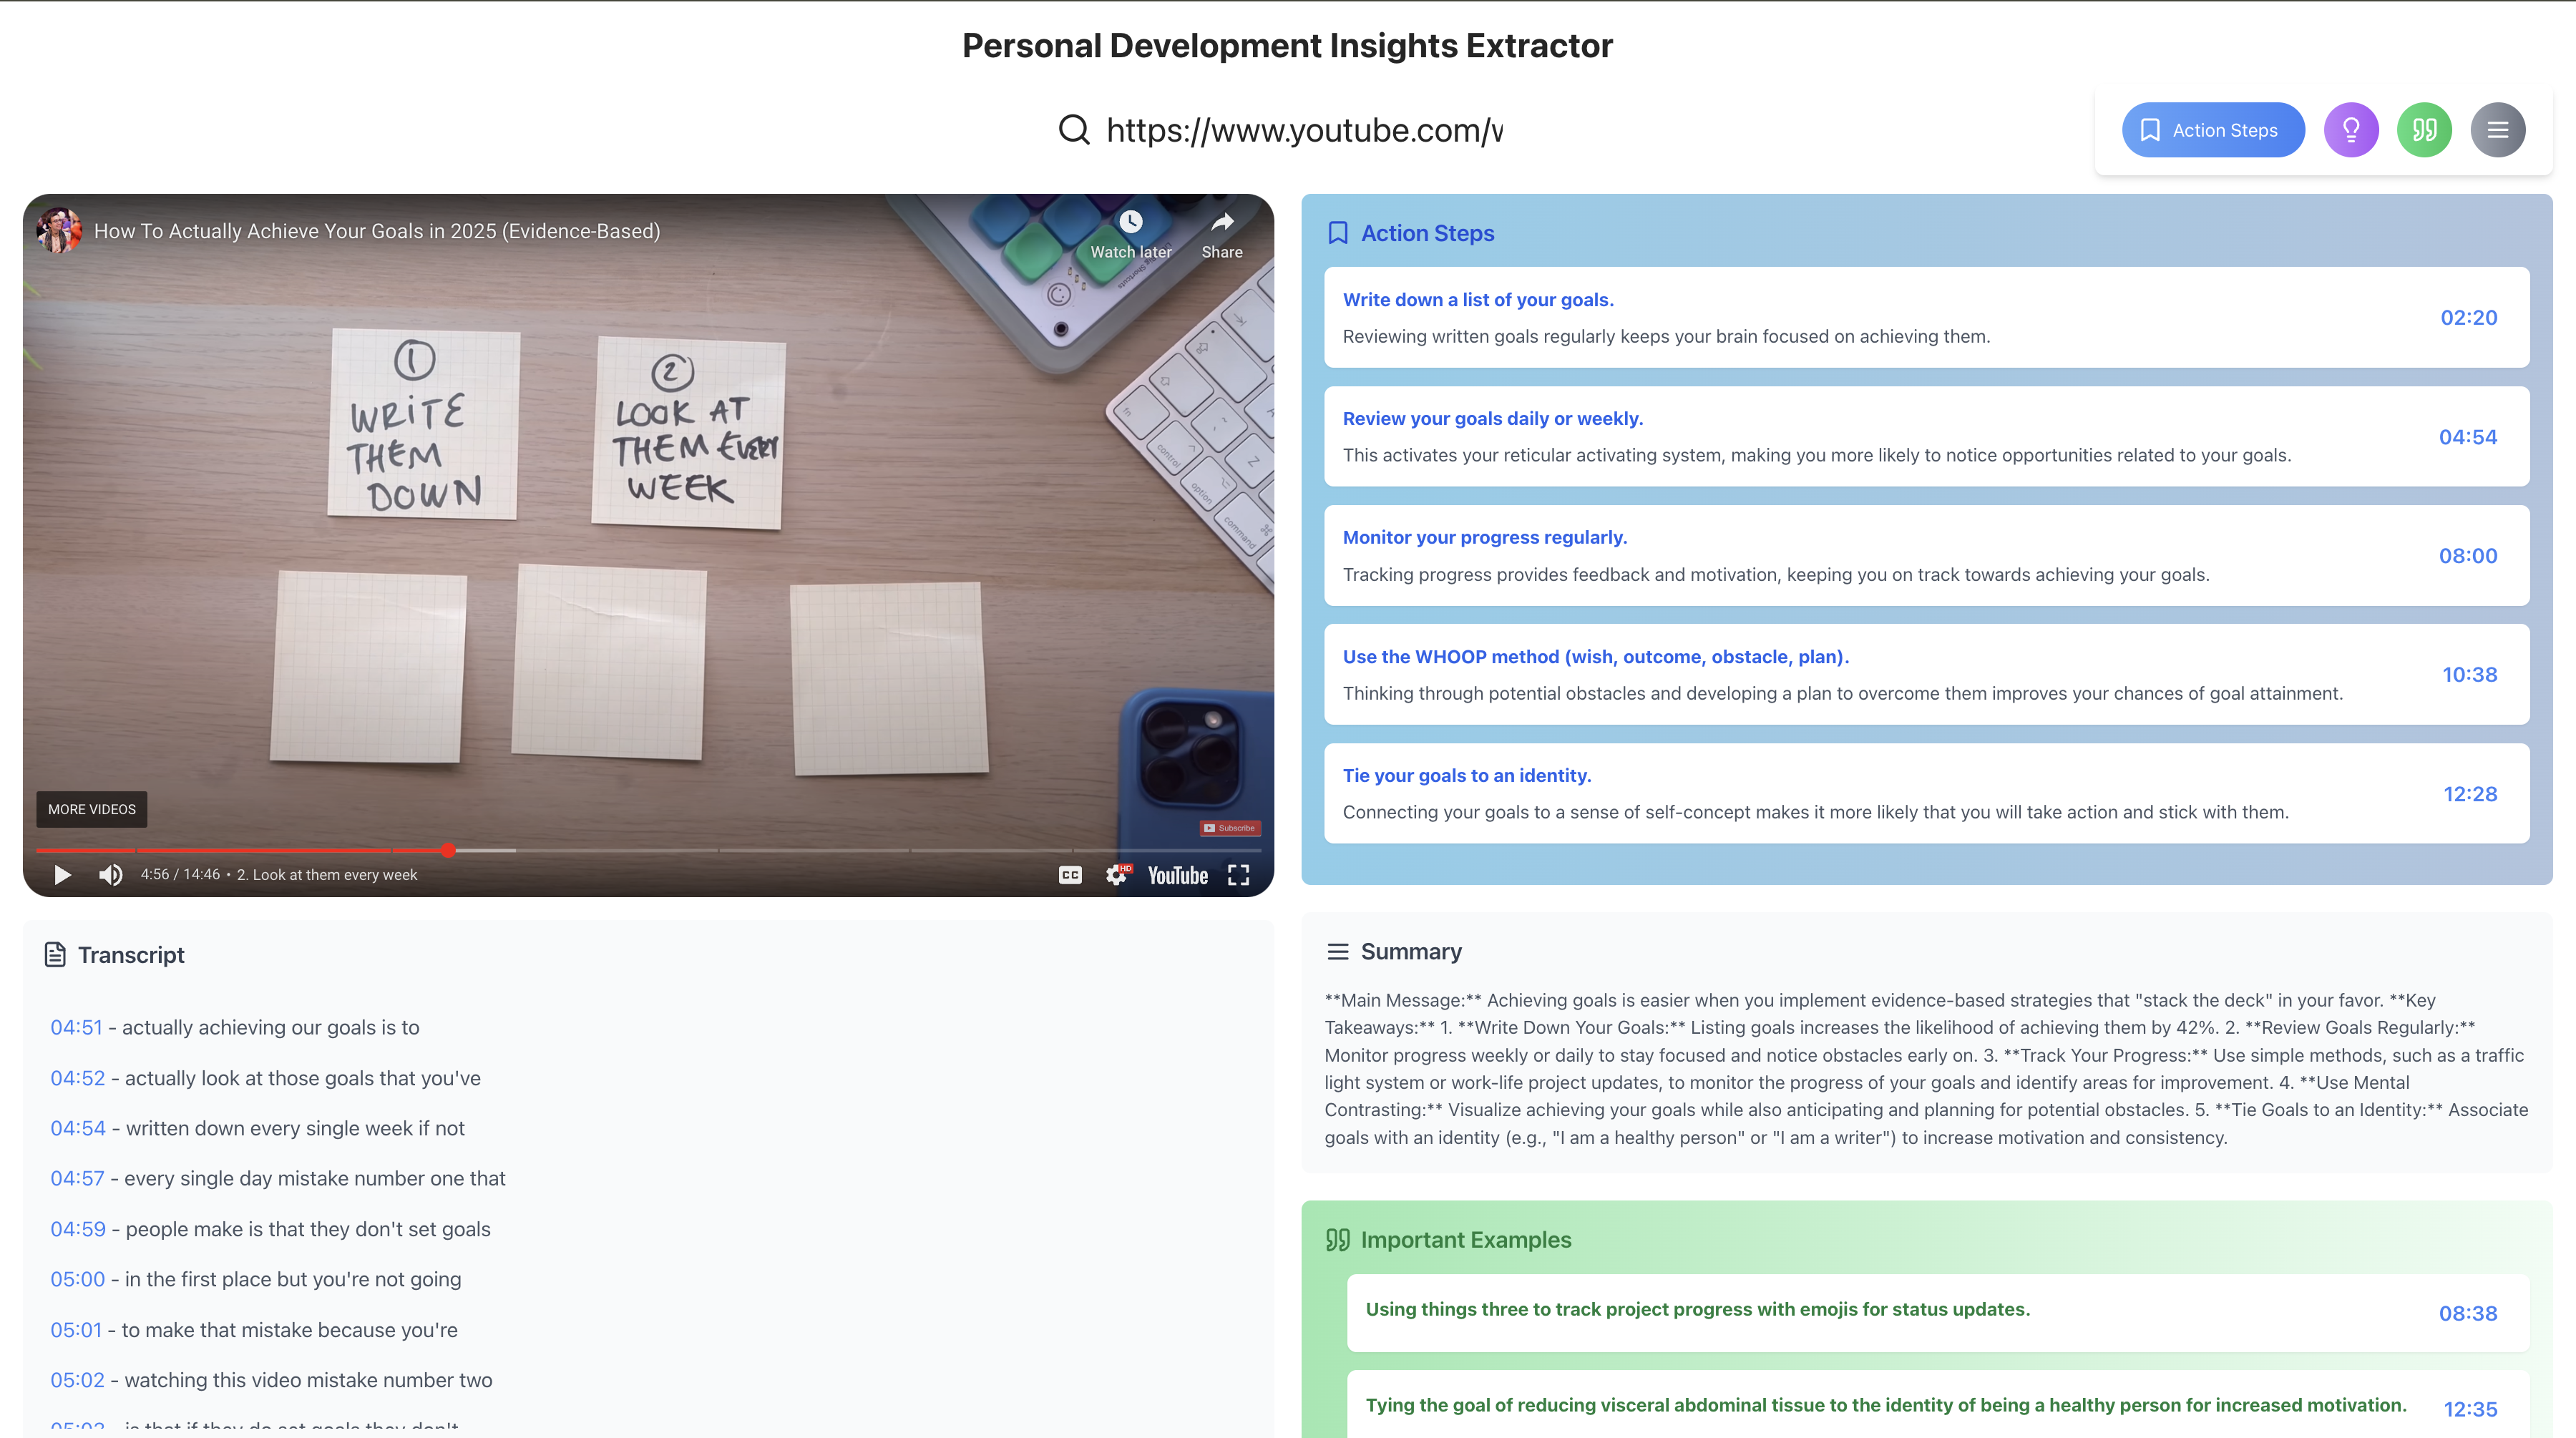 Personal Development Insights Extractor
https://www.youtube.com/v
Action Steps
How To Actually Achieve Your Goals in 2025 (Evidence-Based)
Watch later
Share
1
WRITE
THEM
DOWN
2
LOOK AT
THEM EVERY
WEEK
fn
control
option
command
Z
MORE VIDEOS
Subscribe
4:56 / 14:46 • 2. Look at them every week
CC
HD
YouTube
Transcript
04:51 - actually achieving our goals is to
04:52 - actually look at those goals that you've
04:54 - written down every single week if not
04:57 - every single day mistake number one that
04:59 - people make is that they don't set goals
05:00 - in the first place but you're not going
05:01 - to make that mistake because you're
05:02 - watching this video mistake number two
05:03 - is that if they do set goals they don't
Action Steps
Write down a list of your goals.
Reviewing written goals regularly keeps your brain focused on achieving them.
02:20
Review your goals daily or weekly.
This activates your reticular activating system, making you more likely to notice opportunities related to your goals.
04:54
Monitor your progress regularly.
Tracking progress provides feedback and motivation, keeping you on track towards achieving your goals.
08:00
Use the WHOOP method (wish, outcome, obstacle, plan).
Thinking through potential obstacles and developing a plan to overcome them improves your chances of goal attainment.
10:38
Tie your goals to an identity.
Connecting your goals to a sense of self-concept makes it more likely that you will take action and stick with them.
12:28
Summary
**Main Message:** Achieving goals is easier when you implement evidence-based strategies that "stack the deck" in your favor. **Key
Takeaways:** 1. **Write Down Your Goals:** Listing goals increases the likelihood of achieving them by 42%. 2. **Review Goals Regularly:**
Monitor progress weekly or daily to stay focused and notice obstacles early on. 3. **Track Your Progress:** Use simple methods, such as a traffic
light system or work-life project updates, to monitor the progress of your goals and identify areas for improvement. 4. **Use Mental
Contrasting:** Visualize achieving your goals while also anticipating and planning for potential obstacles. 5. **Tie Goals to an Identity:** Associate
goals with an identity (e.g., "I am a healthy person" or "I am a writer") to increase motivation and consistency.
Important Examples
Using things three to track project progress with emojis for status updates.
08:38
Tying the goal of reducing visceral abdominal tissue to the identity of being a healthy person for increased motivation.
12:35